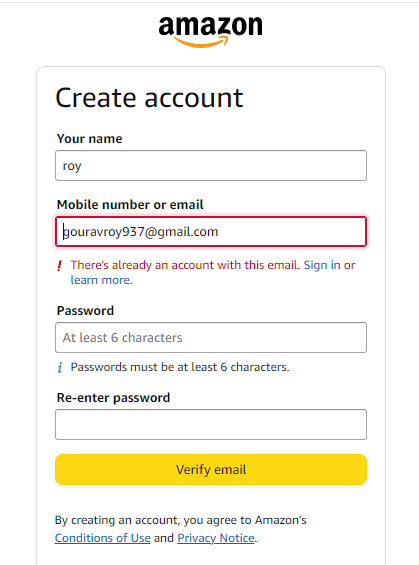 amazon
Create account
Your name
roy
Mobile number or email
gouravroy937@gmail.com
! There's already an account with this email. Sign in or
learn more.
Password
At least 6 characters
i Passwords must be at least 6 characters.
Re-enter password
Verify email
By creating an account, you agree to Amazon's
Conditions of Use and Privacy Notice.